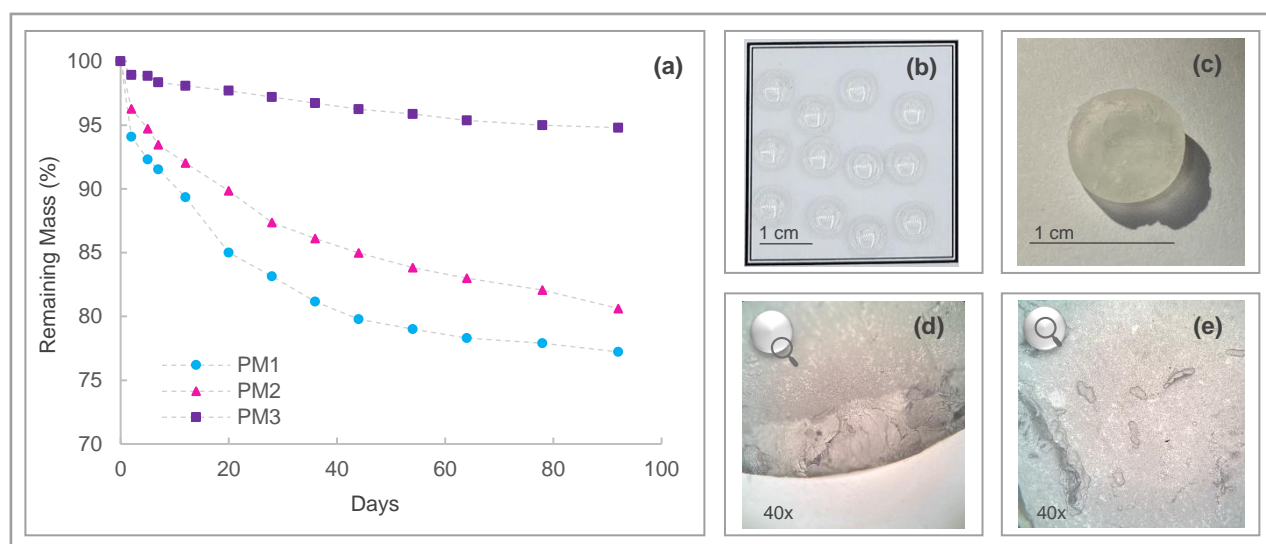 (a)
100
95
90
85
80
75
70
Remaining Mass (%)
PM1
PM2
PM3
0 20 40 60 80 100
Days
(b)
1 cm
(c)
1 cm
(d)
40x
(e)
40x